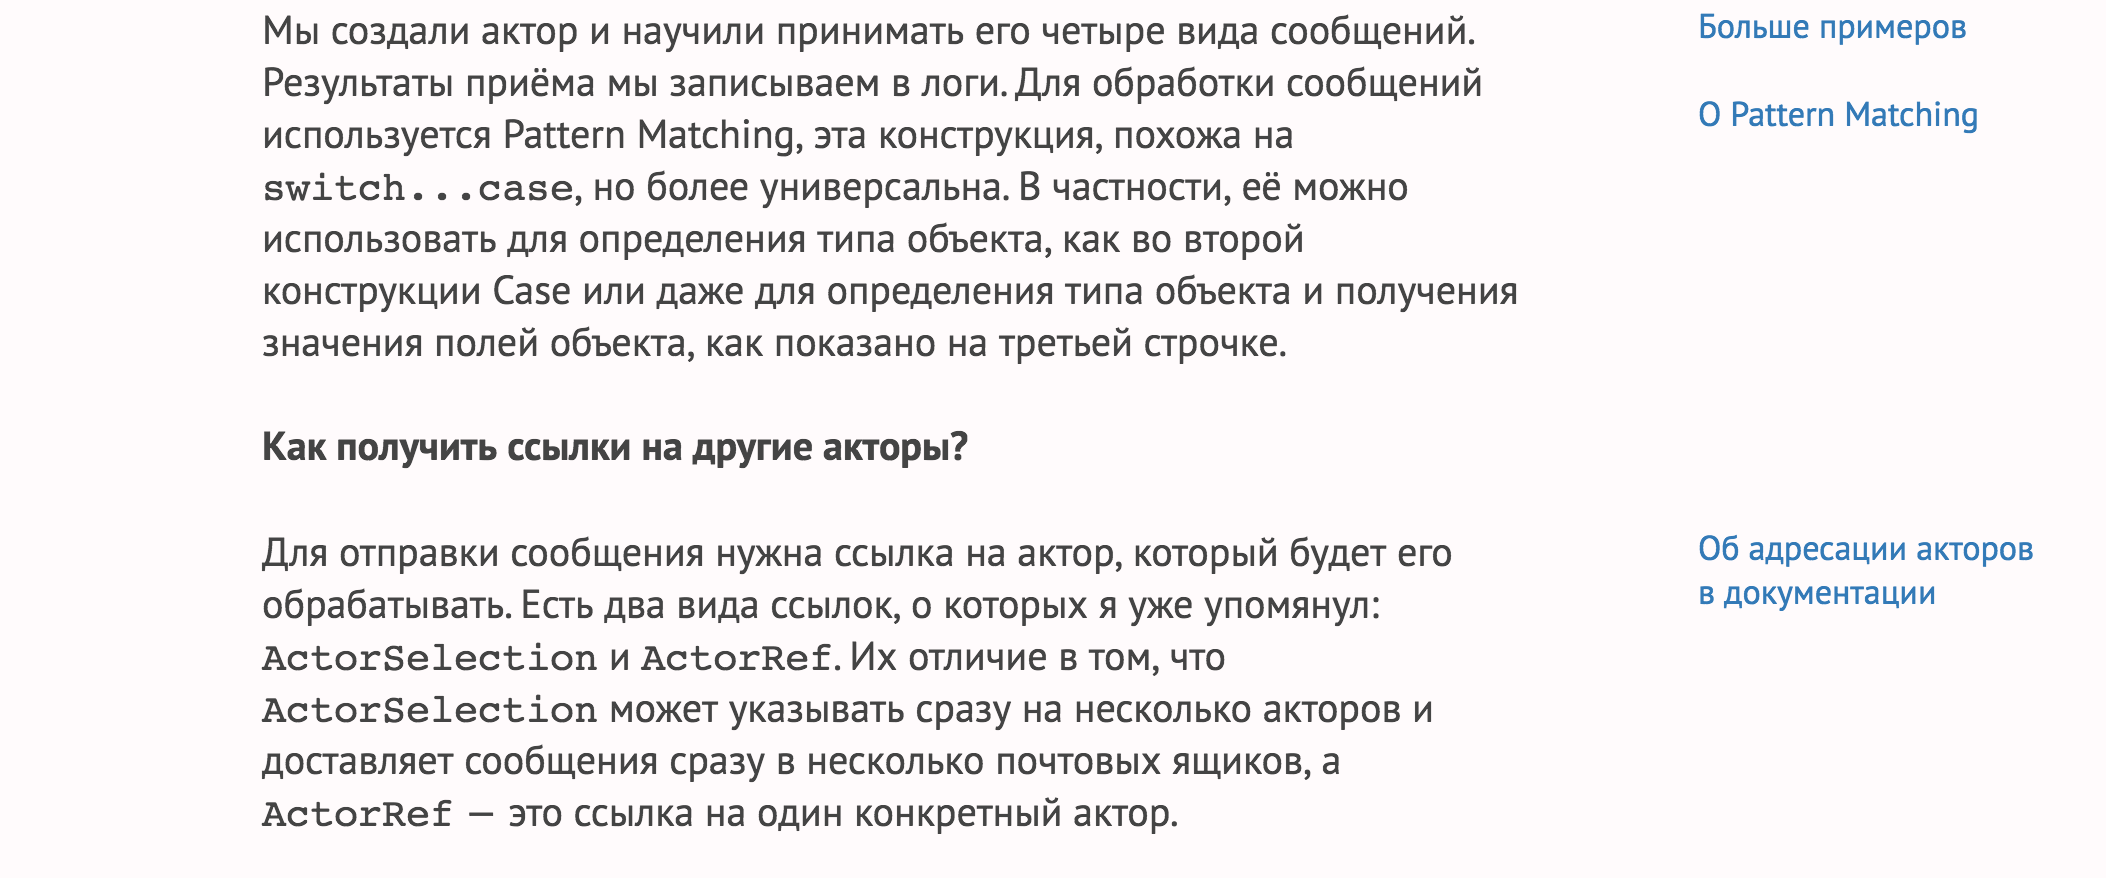 Мы создали актор и научили принимать его четыре вида сообщений.
Результаты приёма мы записываем в логи. Для обработки сообщений
используется Pattern Matching, эта конструкция, похожа на
switch...case, но более универсальна. В частности, её можно
использовать для определения типа объекта, как во второй
конструкции Case или даже для определения типа объекта и получения
значения полей объекта, как показано на третьей строчке.
Больше примеров
О Pattern Matching
Как получить ссылки на другие акторы?
Для отправки сообщения нужна ссылка на актор, который будет его
обрабатывать. Есть два вида ссылок, о которых я уже упомянул:
ActorSelection и ActorRef. Их отличие в том, что
ActorSelection может указывать сразу на несколько акторов и
доставляет сообщения сразу в несколько почтовых ящиков, а
ActorRef — это ссылка на один конкретный актор.
Об адресации акторов
в документации